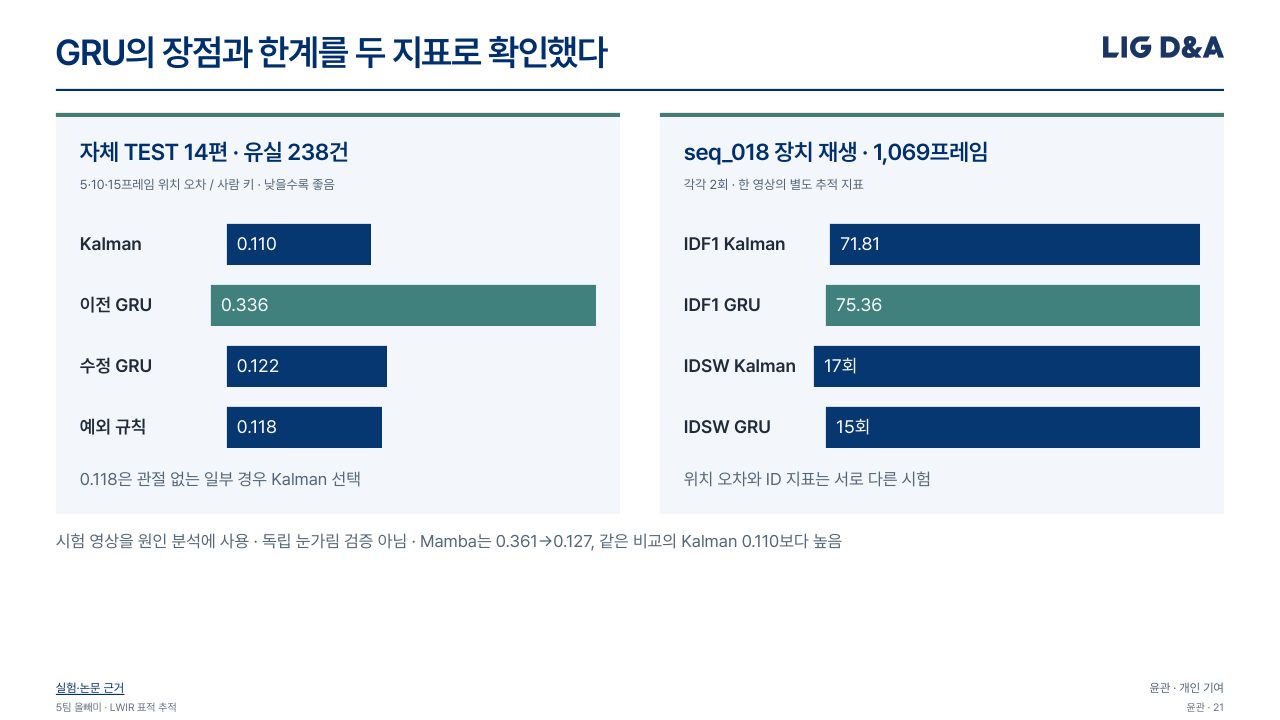 GRU의 장점과 한계를 두 지표로 확인했다
LIG D&A
자체 TEST 14편 · 유실 238건
5·10·15프레임 위치 오차 / 사람 키 · 낮을수록 좋음
Kalman 0.110
이전 GRU 0.336
수정 GRU 0.122
예외 규칙 0.118
0.118은 관절 없는 일부 경우 Kalman 선택
seq_018 장치 재생 · 1,069프레임
각각 2회 · 한 영상의 별도 추적 지표
IDF1 Kalman 71.81
IDF1 GRU 75.36
IDSW Kalman 17회
IDSW GRU 15회
위치 오차와 ID 지표는 서로 다른 시험
시험 영상을 원인 분석에 사용 · 독립 눈가림 검증 아님 · Mamba는 0.361→0.127, 같은 비교의 Kalman 0.110보다 높음
실험·논문 근거
5팀 올빼미 · LWIR 표적 추적
윤관 · 개인 기여
윤관 · 21